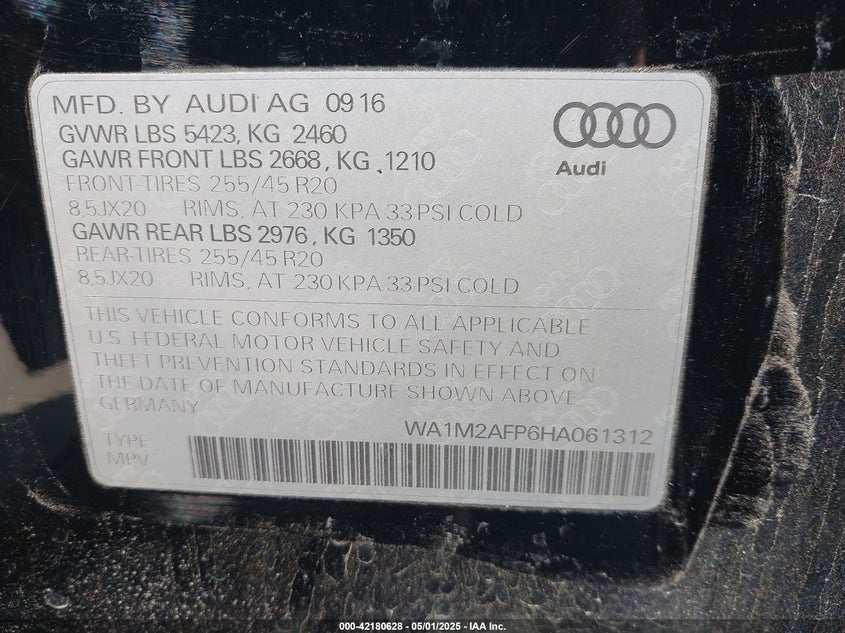 MFD. BY AUDI AG 09 16
GVWR LBS 5423, KG 2460
GAWR FRONT LBS 2668, KG 1210
FRONT-TIRES 255/45 R20
8,5JX20 RIMS, AT 230 KPA 33 PSI COLD
GAWR REAR LBS 2976, KG 1350
REAR-TIRES 255/45 R20
8,5JX20 RIMS, AT 230 KPA 33 PSI COLD
Audi
THIS VEHICLE CONFORMS TO ALL APPLICABLE
U.S. FEDERAL MOTOR VEHICLE SAFETY AND
THEFT PREVENTION STANDARDS IN EFFECT ON
THE DATE OF MANUFACTURE SHOWN ABOVE
GERMANY
WA1M2AFP6HA061312
TYPE
MPV
000-42180628 - 05/01/2025 - IAA Inc.